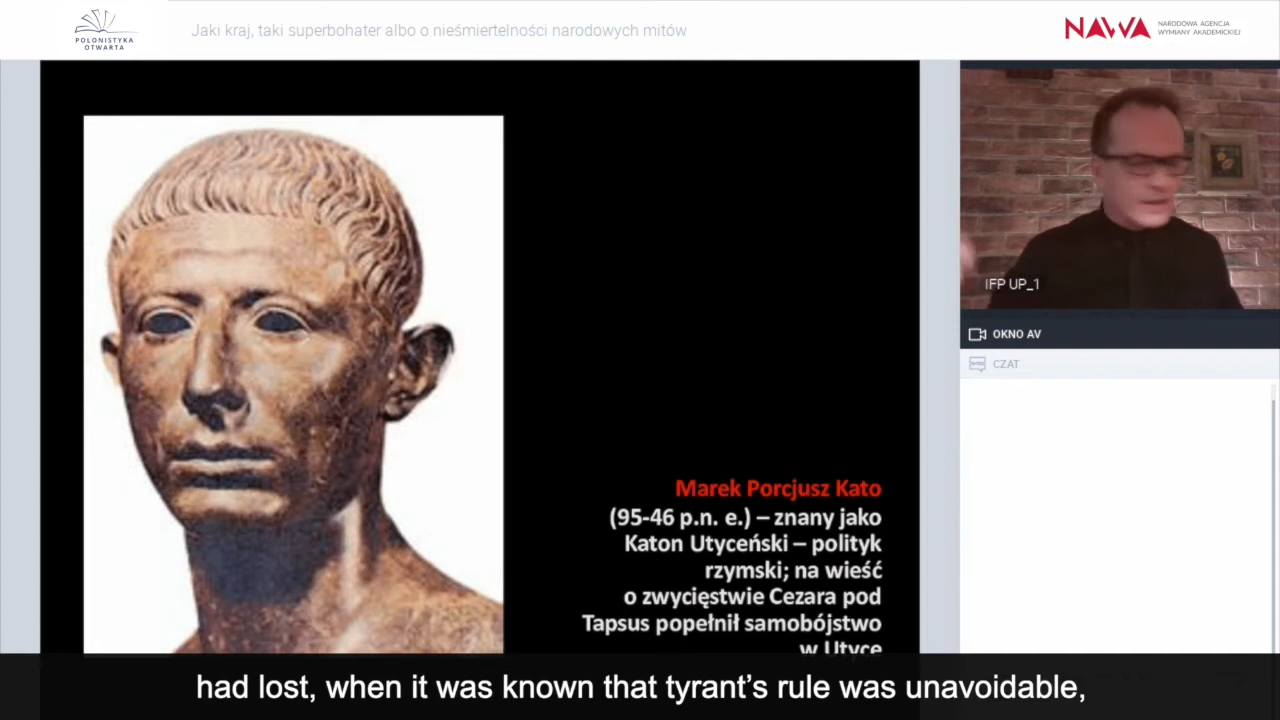 POLONISTYKA
OTWARTA
Jaki kraj, taki superbohater albo o nieśmiertelności narodowych mitów
NAWA
NARODOWA AGENCJA
WYMIANY AKADEMICKIEJ
IFP UP_1
OKNO AV
CZAT
Marek Porcjusz Kato
(95-46 p.n. e.) – znany jako
Katon Utyceński – polityk
rzymski; na wieść
o zwycięstwie Cezara pod
Tapsus popełnił samobójstwo
w Utyce
had lost, when it was known that tyrant's rule was unavoidable,